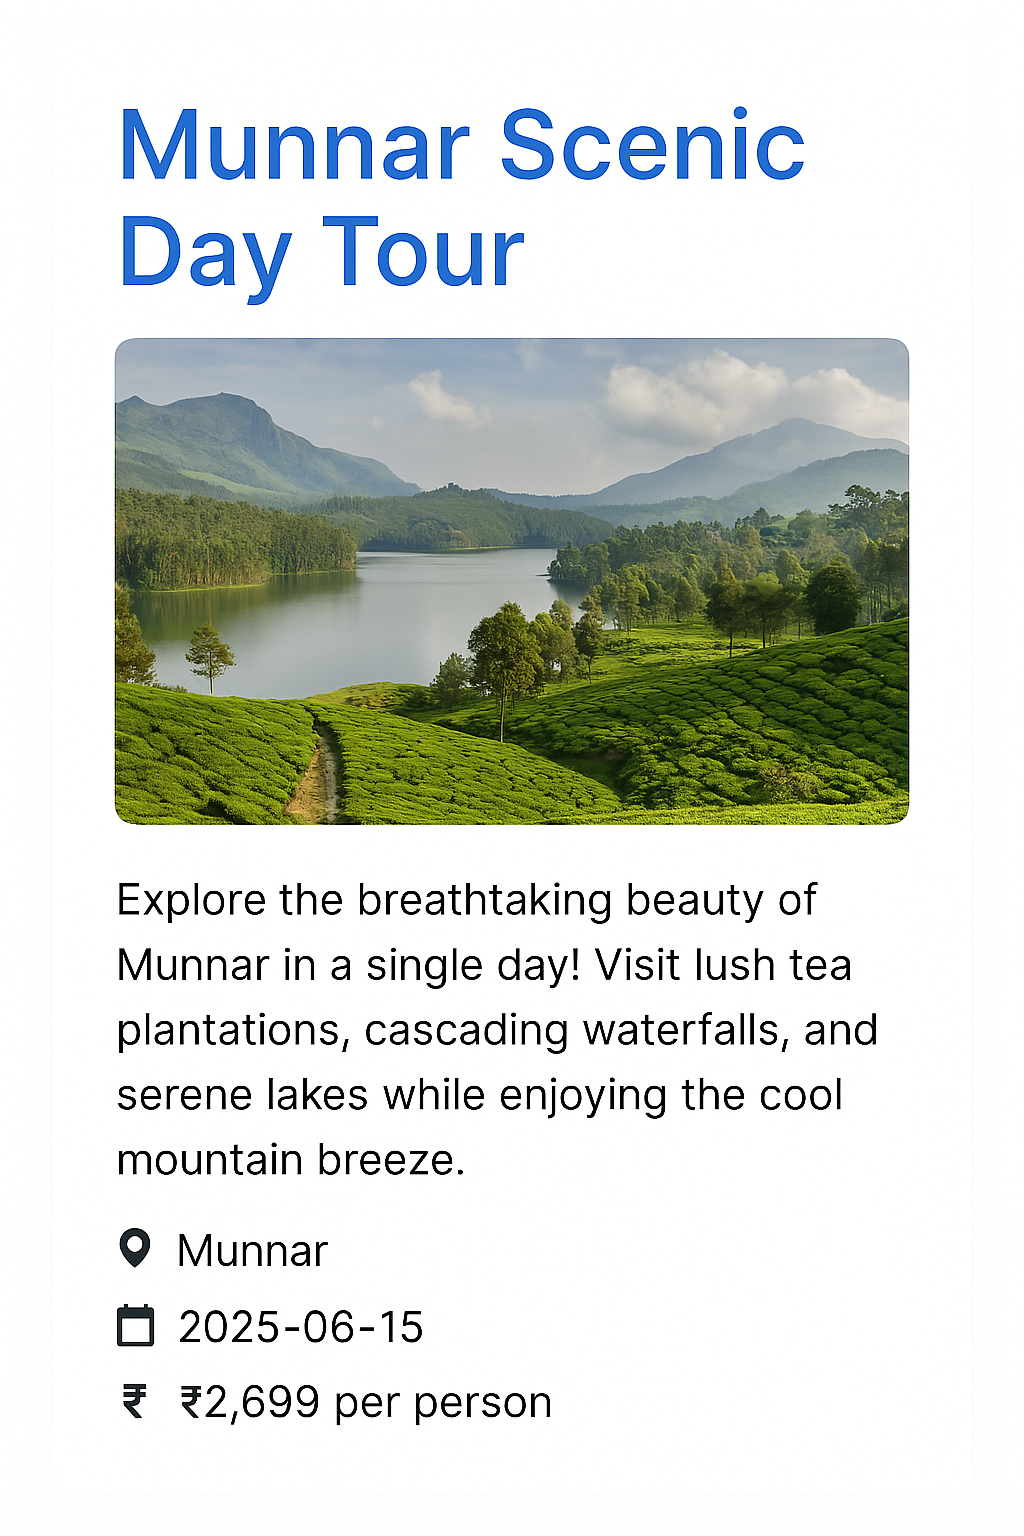 Munnar Scenic
Day Tour
Explore the breathtaking beauty of
Munnar in a single day! Visit lush tea
plantations, cascading waterfalls, and
serene lakes while enjoying the cool
mountain breeze.
Munnar
2025-06-15
₹ ₹2,699 per person